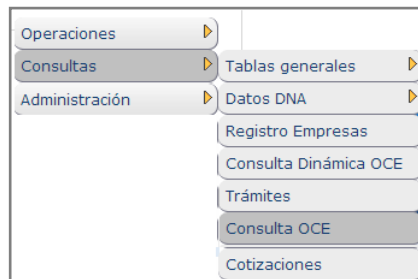 Operaciones
Consultas
Administración
Tablas generales
Datos DNA
Registro Empresas
Consulta Dinámica OCE
Trámites
Consulta OCE
Cotizaciones